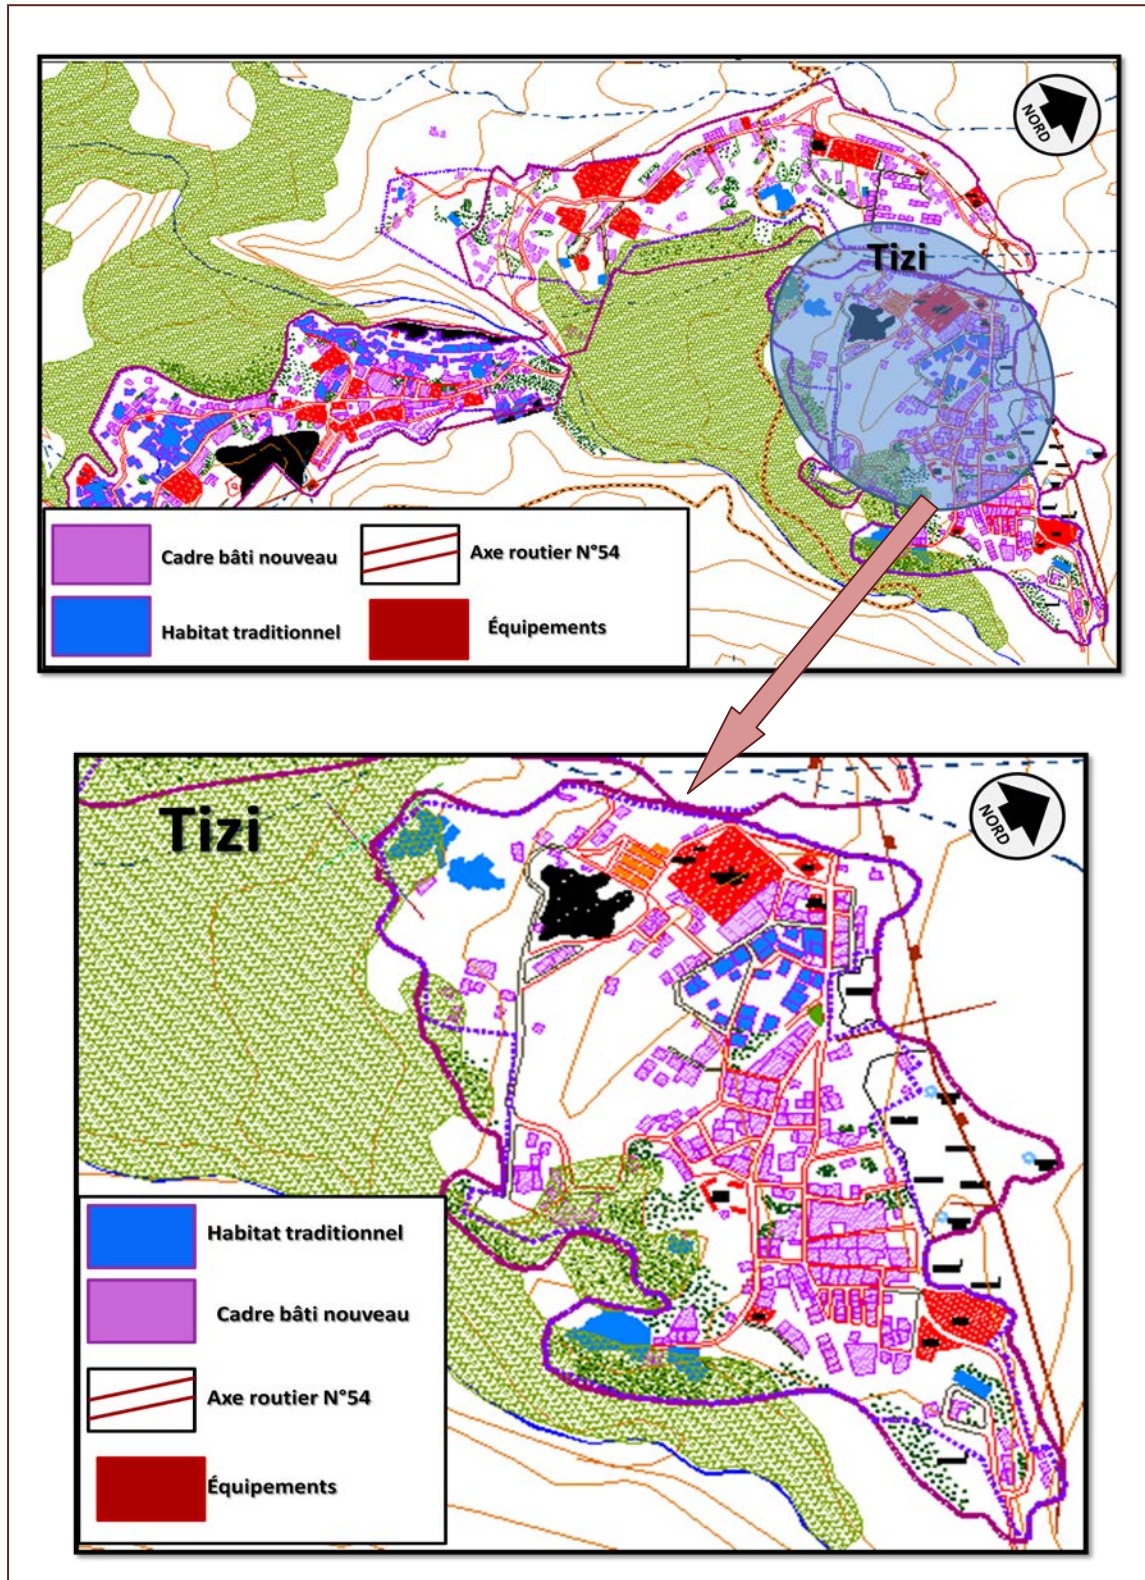 NORD
Tizi
Cadre bâti nouveau
Axe routier N°54
Habitat traditionnel
Équipements
Tizi
NORD
Habitat traditionnel
Cadre bâti nouveau
Axe routier N°54
Équipements